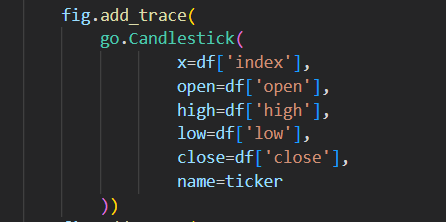 fig.add_trace(
go.Candlestick(
x=df['index'],
open=df['open'],
high=df['high'],
low=df['low'],
close=df['close'],
name=ticker
))